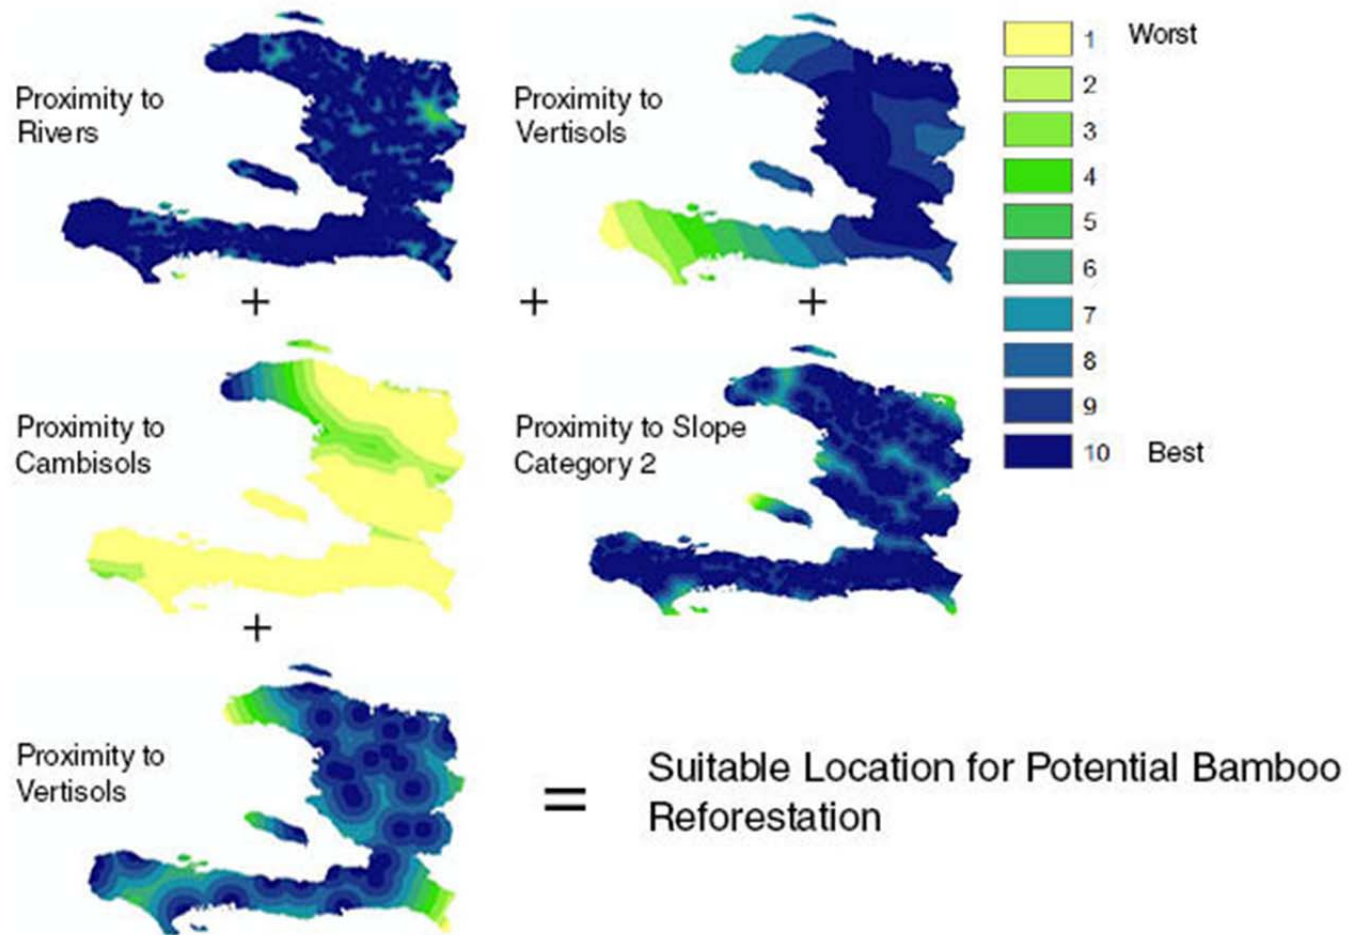 Proximity to
Rivers
Proximity to
Vertisols
1 Worst
2
3
4
5
6
7
8
9
10 Best
+ + +
Proximity to
Cambisols
Proximity to Slope
Category 2
+
Proximity to
Vertisols
=
Suitable Location for Potential Bamboo
Reforestation